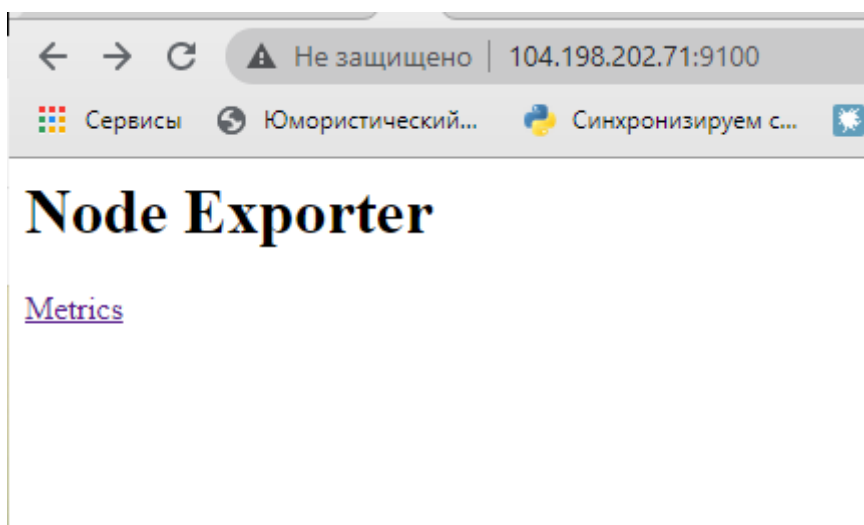 Не защищено | 104.198.202.71:9100
Сервисы Юмористический... Синхронизируем с...
Node Exporter
Metrics